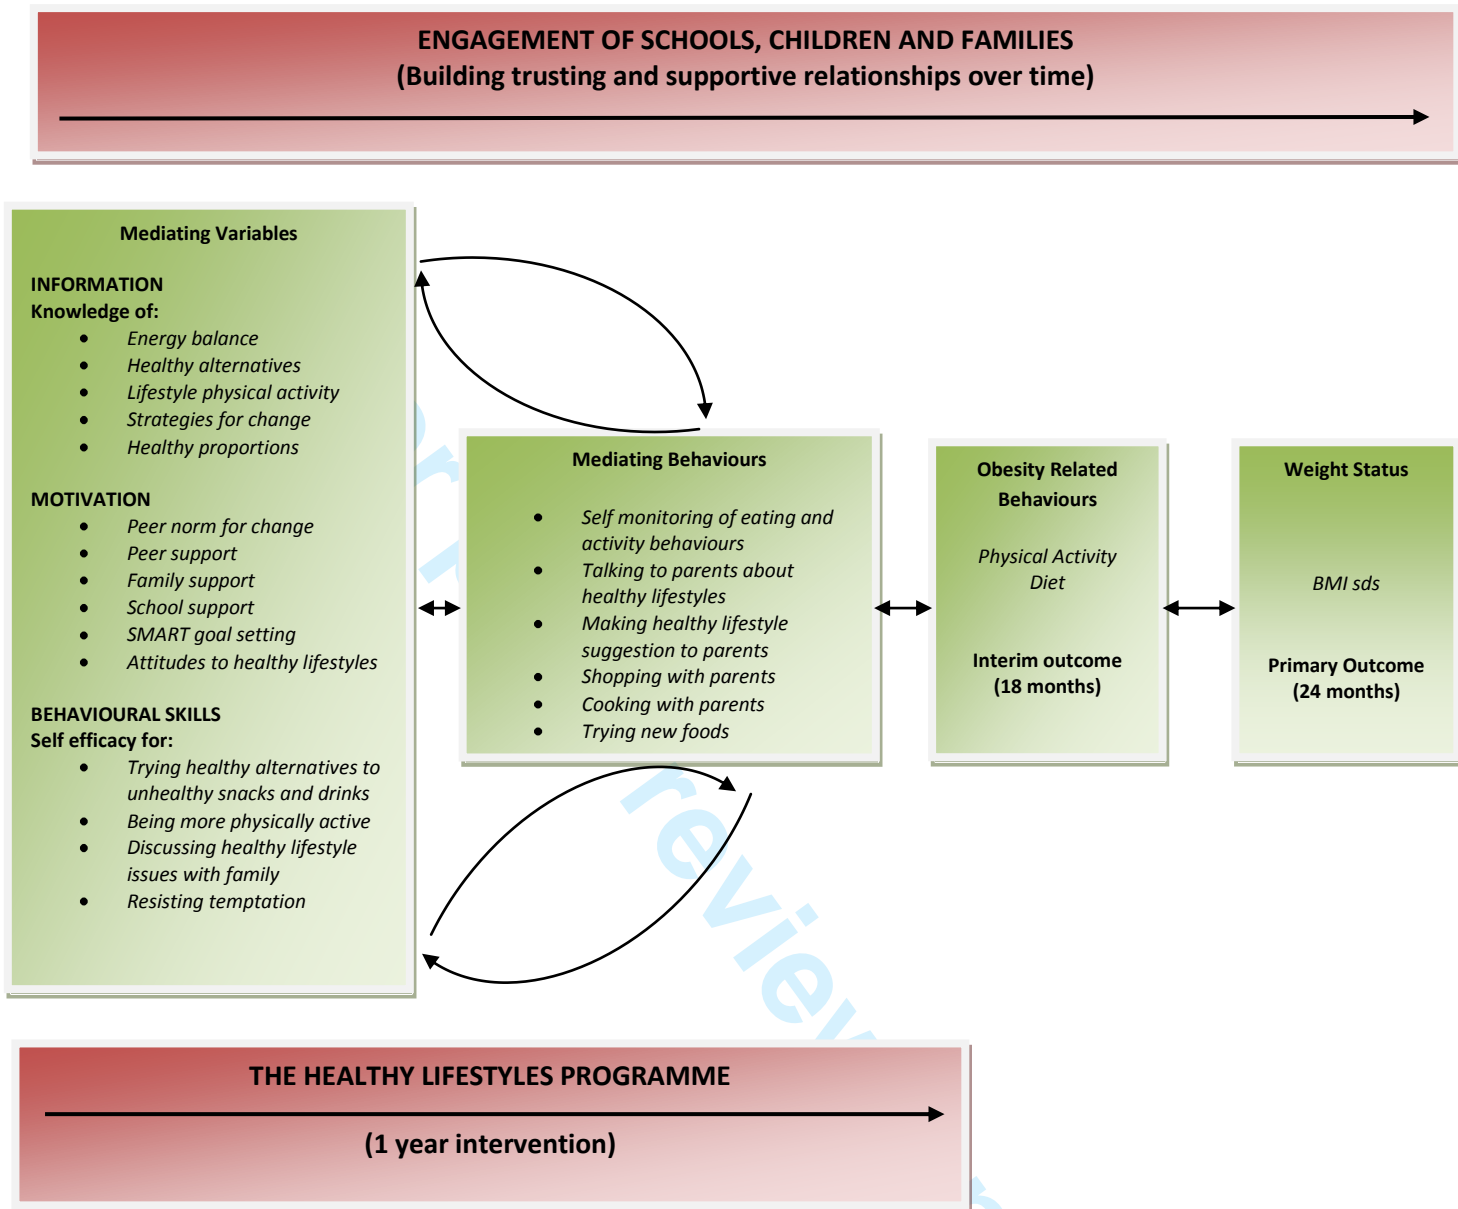 ENGAGEMENT OF SCHOOLS, CHILDREN AND FAMILIES
(Building trusting and supportive relationships over time)
Mediating Variables
INFORMATION
Knowledge of:
• Energy balance
• Healthy alternatives
• Lifestyle physical activity
• Strategies for change
• Healthy proportions
MOTIVATION
• Peer norm for change
• Peer support
• Family support
• School support
• SMART goal setting
• Attitudes to healthy lifestyles
BEHAVIOURAL SKILLS
Self efficacy for:
• Trying healthy alternatives to
unhealthy snacks and drinks
• Being more physically active
• Discussing healthy lifestyle
issues with family
• Resisting temptation
Mediating Behaviours
• Self monitoring of eating and
activity behaviours
• Talking to parents about
healthy lifestyles
• Making healthy lifestyle
suggestion to parents
• Shopping with parents
• Cooking with parents
• Trying new foods
Obesity Related
Behaviours
Physical Activity
Diet
Interim outcome
(18 months)
Weight Status
BMI sds
Primary Outcome
(24 months)
review
THE HEALTHY LIFESTYLES PROGRAMME
(1 year intervention)